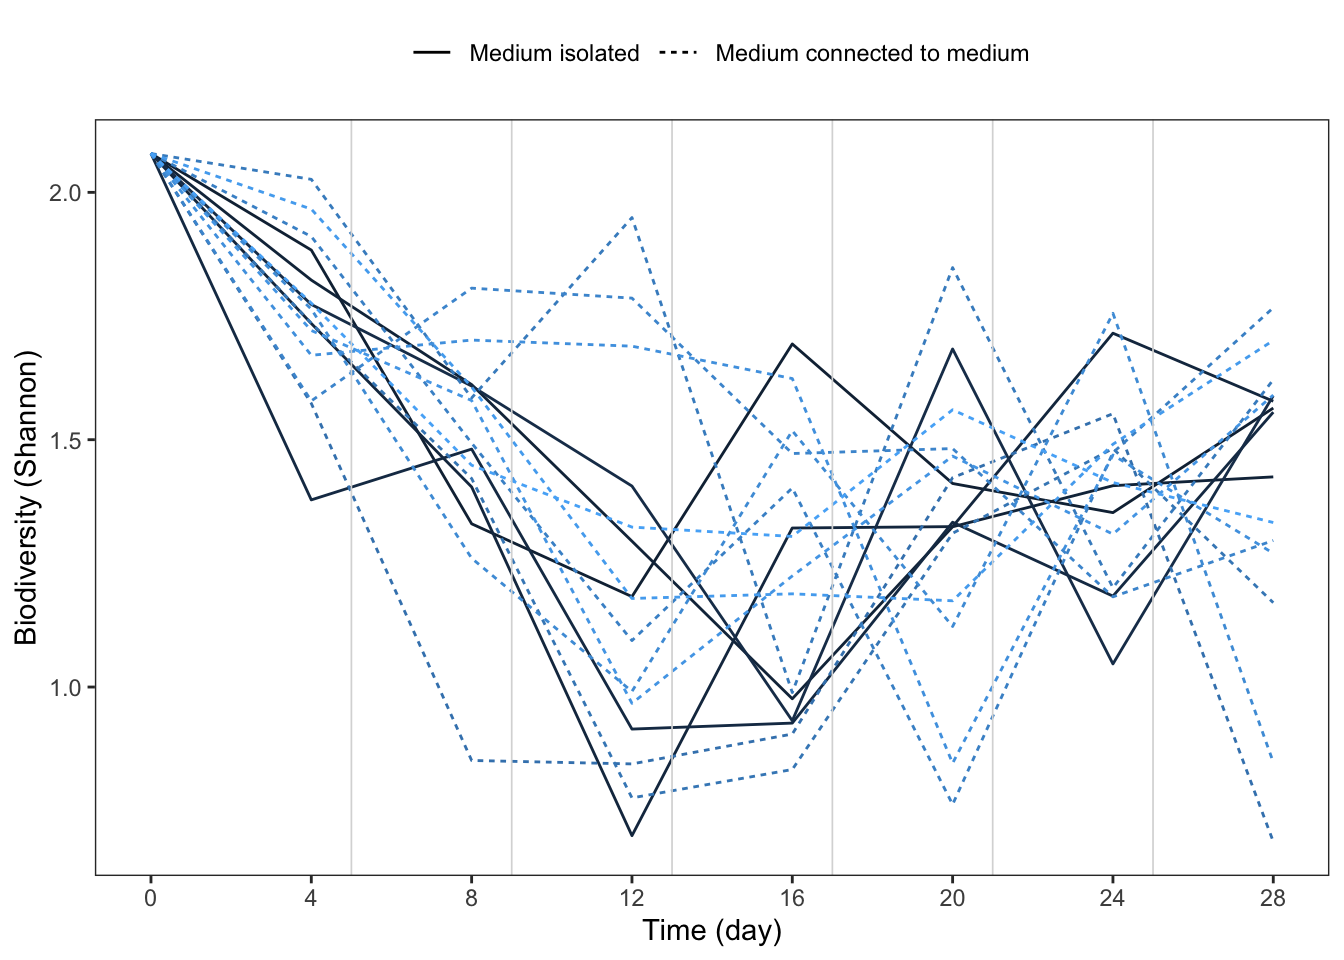 Medium isolated Medium connected to medium
Biodiversity (Shannon)
2.0
1.5
1.0
0 4 8 12 16 20 24 28
Time (day)